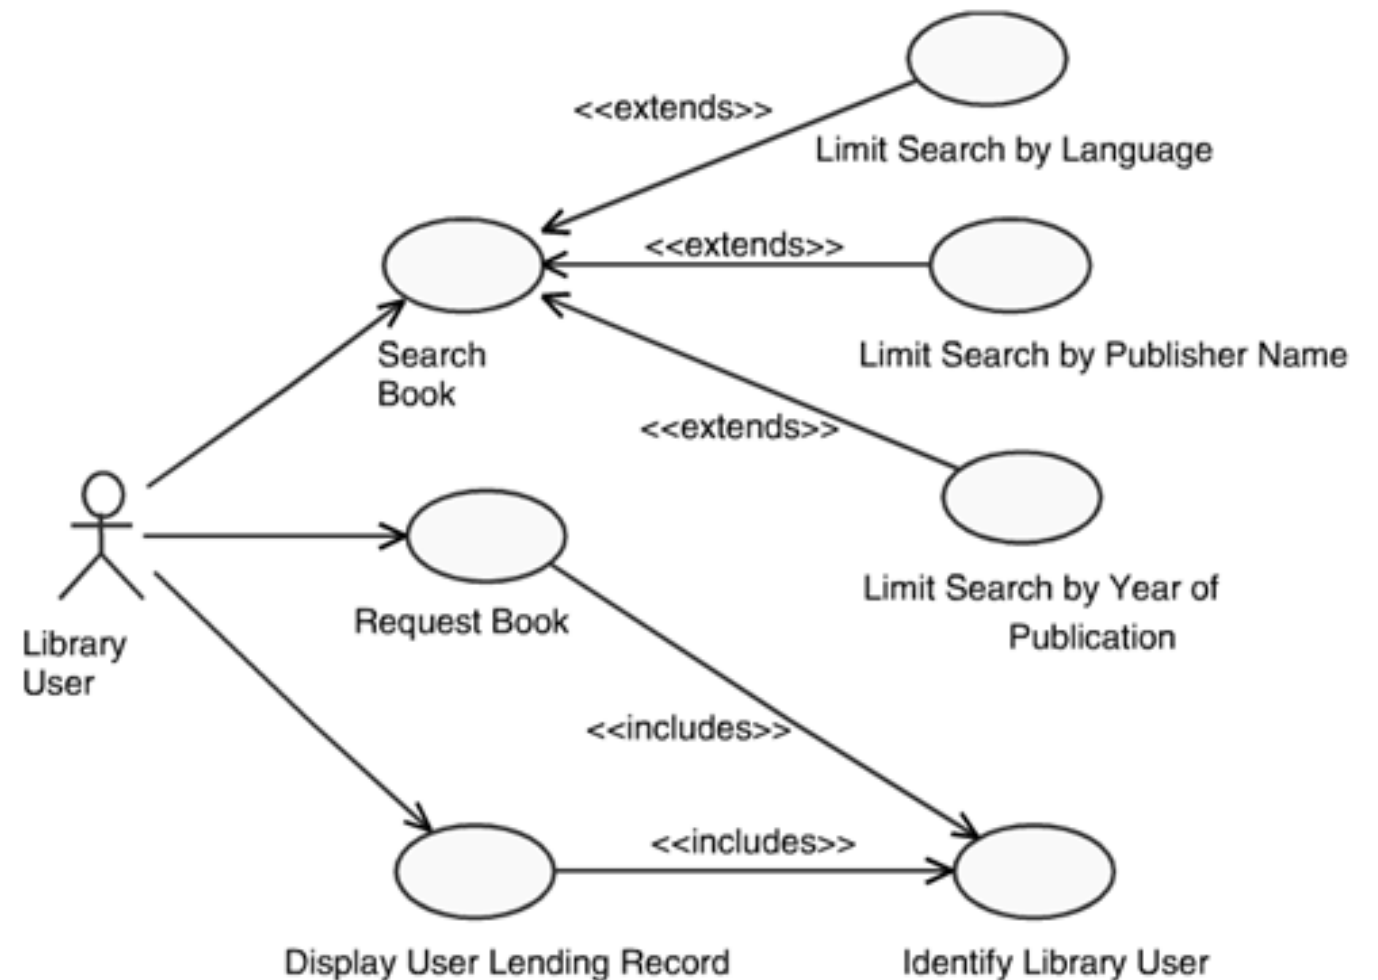 <<extends>>
Limit Search by Language
<<extends>>
Limit Search by Publisher Name
Search
Book
<<extends>>
Limit Search by Year of
Publication
Request Book
Library
User
<<includes>>
<<includes>>
Display User Lending Record
Identify Library User